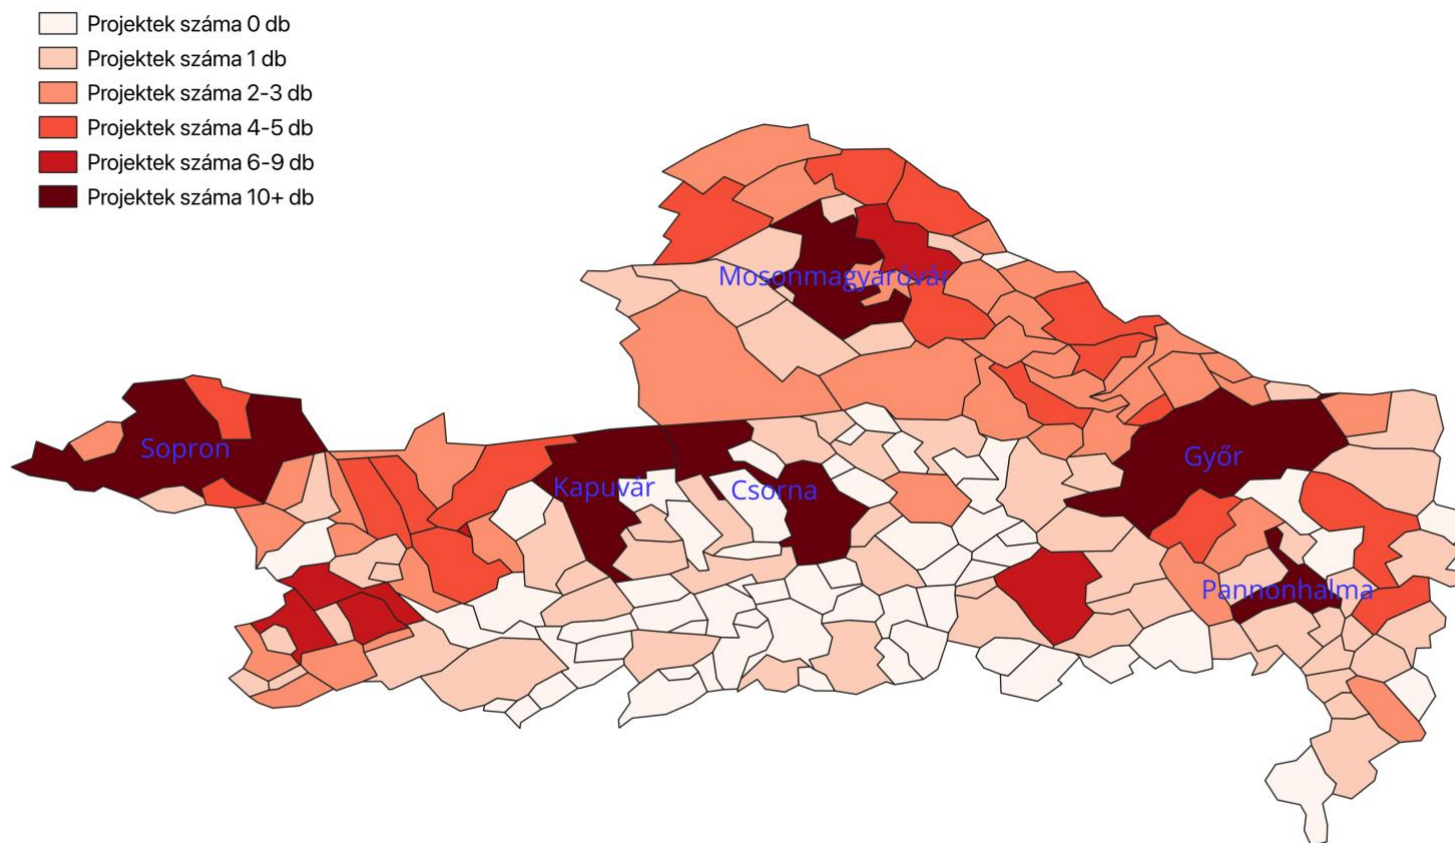 Projektek száma 0 db
Projektek száma 1 db
Projektek száma 2-3 db
Projektek száma 4-5 db
Projektek száma 6-9 db
Projektek száma 10+ db
Mosonmagyaróvár
Sopron
Győr
Kapuvár
Csorna
Pannonhalma